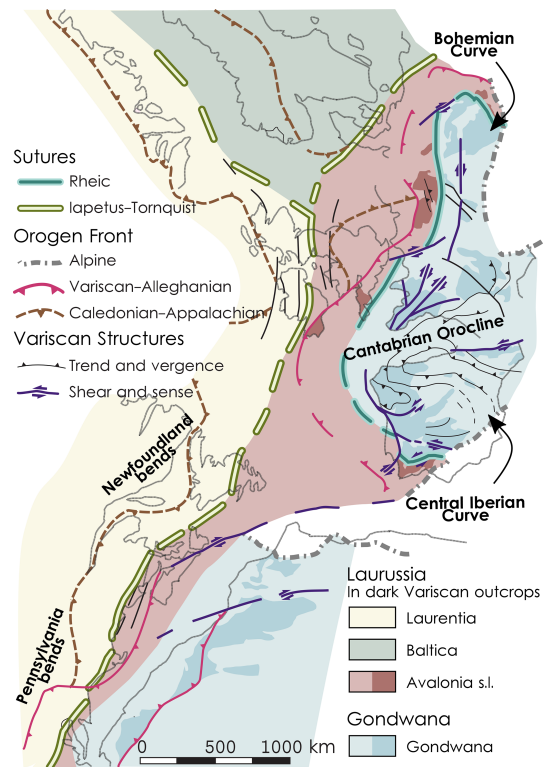 Bohemian
Curve
Sutures
Rheic
Iapetus-Tornquist
Orogen Front
Alpine
Variscan-Alleghanian
Caledonian-Appalachian
Variscan Structures
Trend and vergence
Shear and sense
Cantabrian Orocline
Newfoundland
bends
Central Iberian
Curve
Pennsylvania
bends
Laurussia
In dark Variscan outcrops
Laurentia
Baltica
Avalonia s.l.
Gondwana
Gondwana
0 500 1000 km